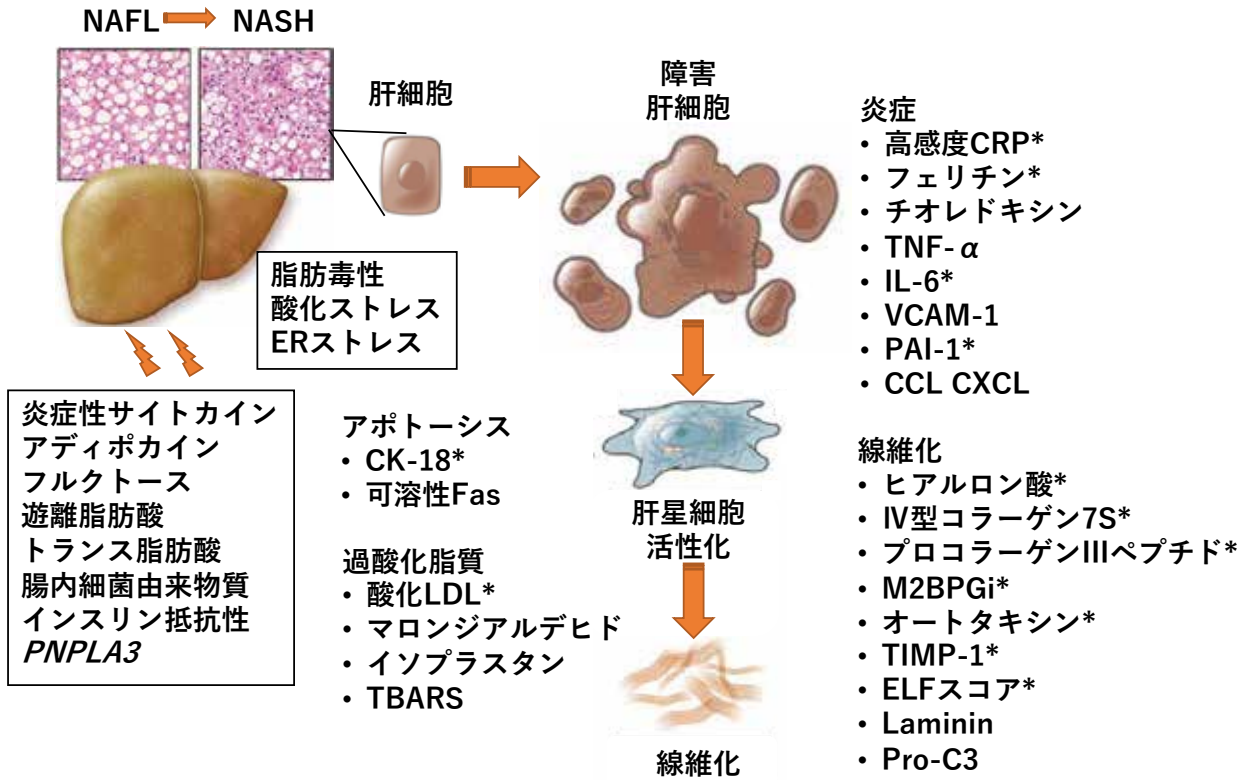 NAFL NASH
肝細胞
障害
肝細胞
脂肪毒性
酸化ストレス
ERストレス
炎症性サイトカイン
アディポカイン
フルクトース
遊離脂肪酸
トランス脂肪酸
腸内細菌由来物質
インスリン抵抗性
PNPLA3
アポトーシス
• CK-18*
• 可溶性Fas
過酸化脂質
• 酸化LDL*
• マロンジアルデヒド
• イソプラスタン
• TBARS
肝星細胞
活性化
線維化
炎症
• 高感度CRP*
• フェリチン*
• チオレドキシン
• TNF-α
• IL-6*
• VCAM-1
• PAI-1*
• CCL CXCL
線維化
• ヒアルロン酸*
• Ⅳ型コラーゲン7S*
• プロコラーゲンIIIペプチド*
• M2BPGi*
• オートタキシン*
• TIMP-1*
• ELFスコア*
• Laminin
• Pro-C3